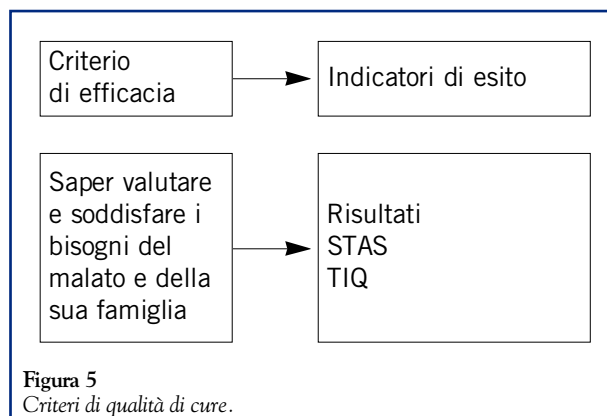 Criterio
di efficacia
Indicatori di esito
Saper valutare
e soddisfare i
bisogni del
malato e della
sua famiglia
Risultati
STAS
TIQ
Figura 5
Criteri di qualità di cure.